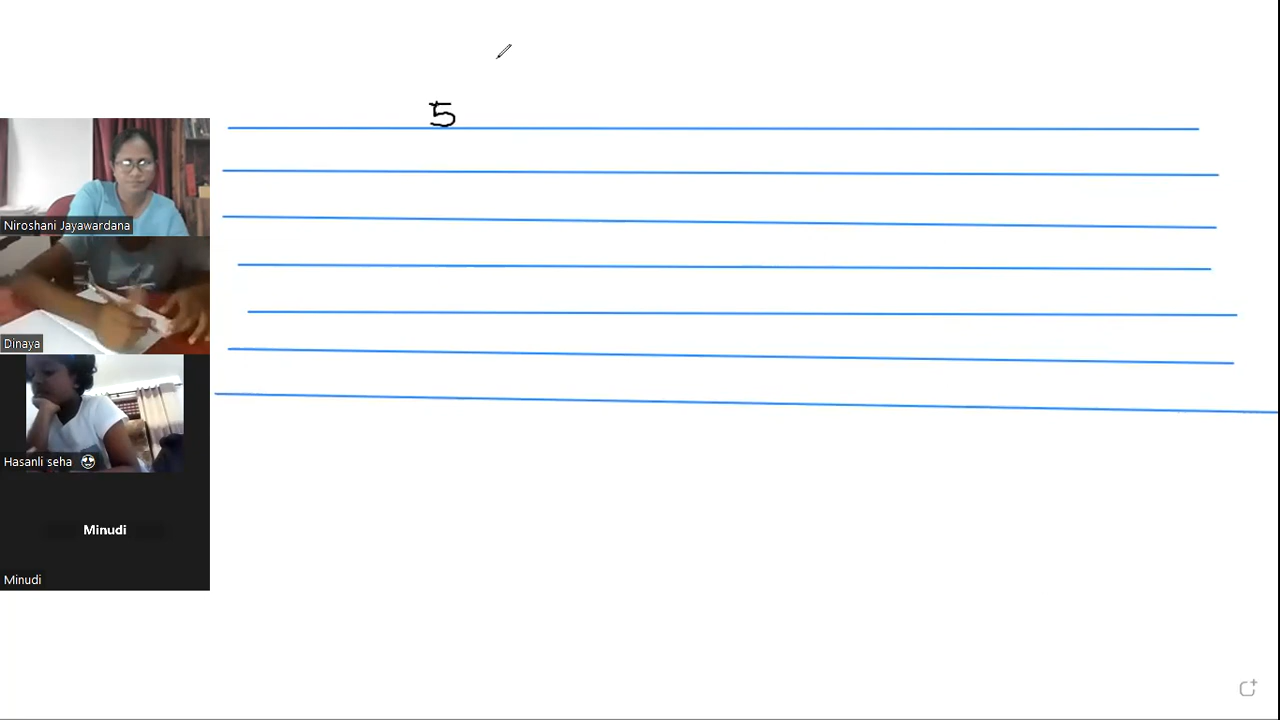 5
Niroshani Jayawardana
Dinaya
Hasanli seha 😍
Minudi
Minudi